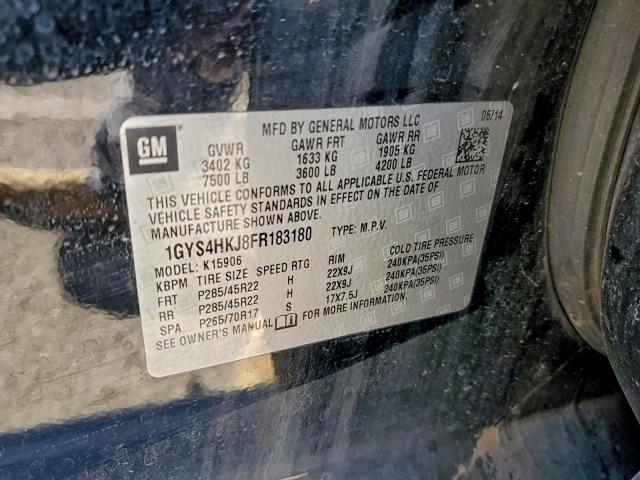 GM
MFD BY GENERAL MOTORS LLC 05/14
GVWR GAWR FRT GAWR RR
3402 KG 1633 KG 1905 KG
7500 LB 3600 LB 4200 LB
THIS VEHICLE CONFORMS TO ALL APPLICABLE U.S. FEDERAL MOTOR
VEHICLE SAFETY STANDARDS IN EFFECT ON THE DATE OF
MANUFACTURE SHOWN ABOVE.
1GYS4HKJ8FR183180 TYPE: M.P.V.
MODEL: K15906
KBPM TIRE SIZE SPEED RTG RIM COLD TIRE PRESSURE
FRT P285/45R22 H 22X9J 240KPA(35PSI)
RR P285/45R22 H 22X9J 240KPA(35PSI)
SPA P265/70R17 S 17X7.5J 240KPA(35PSI)
SEE OWNER'S MANUAL FOR MORE INFORMATION.